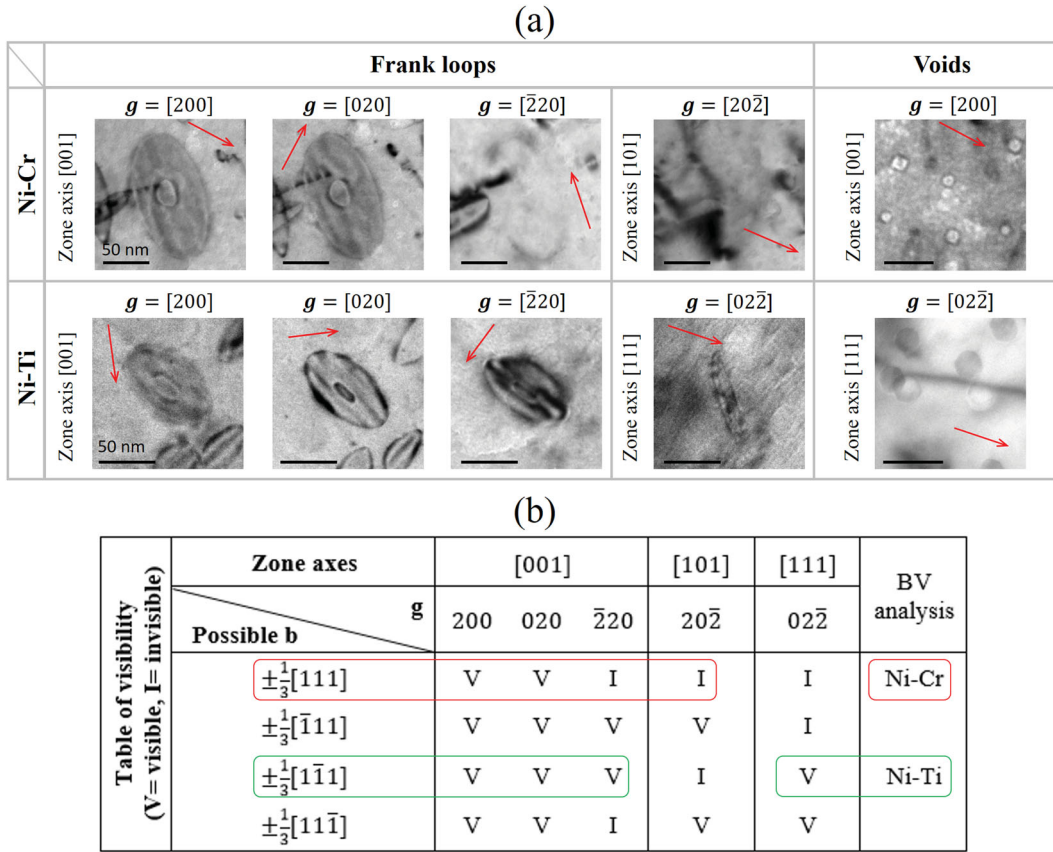 (a)
Frank loops Voids
g = [200] g = [020] g = [2̄20] g = [202̄] g = [200]
Ni-Cr Zone axis [001] Zone axis [101] Zone axis [001]
50 nm
g = [200] g = [020] g = [2̄20] g = [022̄] g = [022̄]
Ni-Ti Zone axis [001] Zone axis [111] Zone axis [111]
50 nm
(b)
Table of visibility
(V= visible, I= invisible)
Zone axes [001] [101] [111] BV analysis
g
Possible b 200 020 2̄20 202̄ 022̄
±1/3[111] V V I I I Ni-Cr
±1/3[1̄11] V V V V I
±1/3[11̄1] V V V I V Ni-Ti
±1/3[111̄] V V I V V